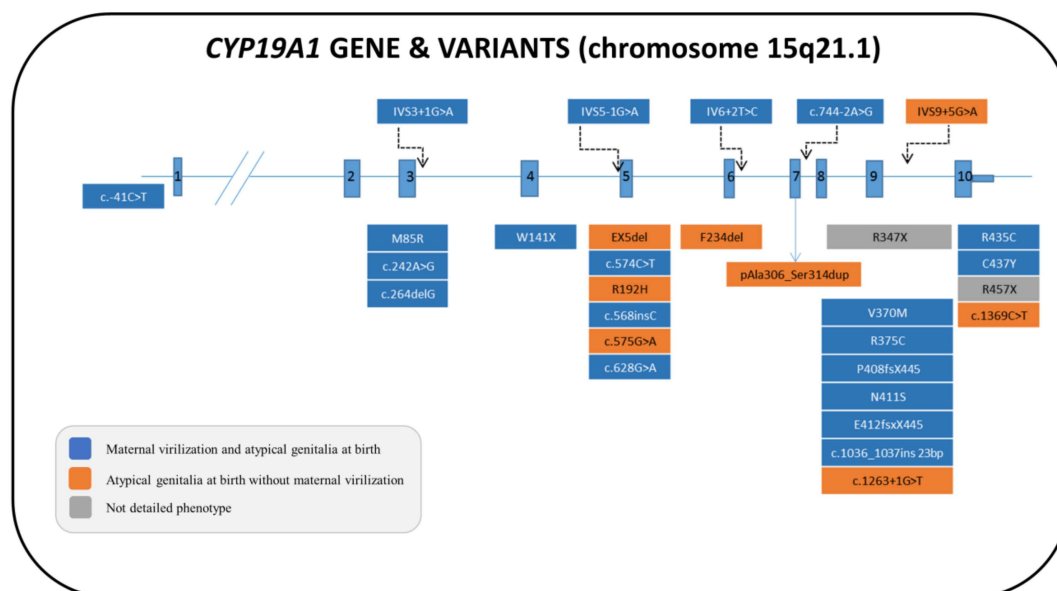 CYP19A1 GENE & VARIANTS (chromosome 15q21.1)
IVS3+1G>A
IVS5-1G>A
IV6+2T>C
c.744-2A>G
IVS9+5G>A
1
2
3
4
5
6
7
8
9
10
c.-41C>T
M85R
c.242A>G
c.264delG
W141X
EX5del
c.574C>T
R192H
c.568insC
c.575G>A
c.628G>A
F234del
pAla306_Ser314dup
R347X
V370M
R375C
P408fsX445
N411S
E412fsxX445
c.1036_1037ins 23bp
c.1263+1G>T
R435C
C437Y
R457X
c.1369C>T
Maternal virilization and atypical genitalia at birth
Atypical genitalia at birth without maternal virilization
Not detailed phenotype